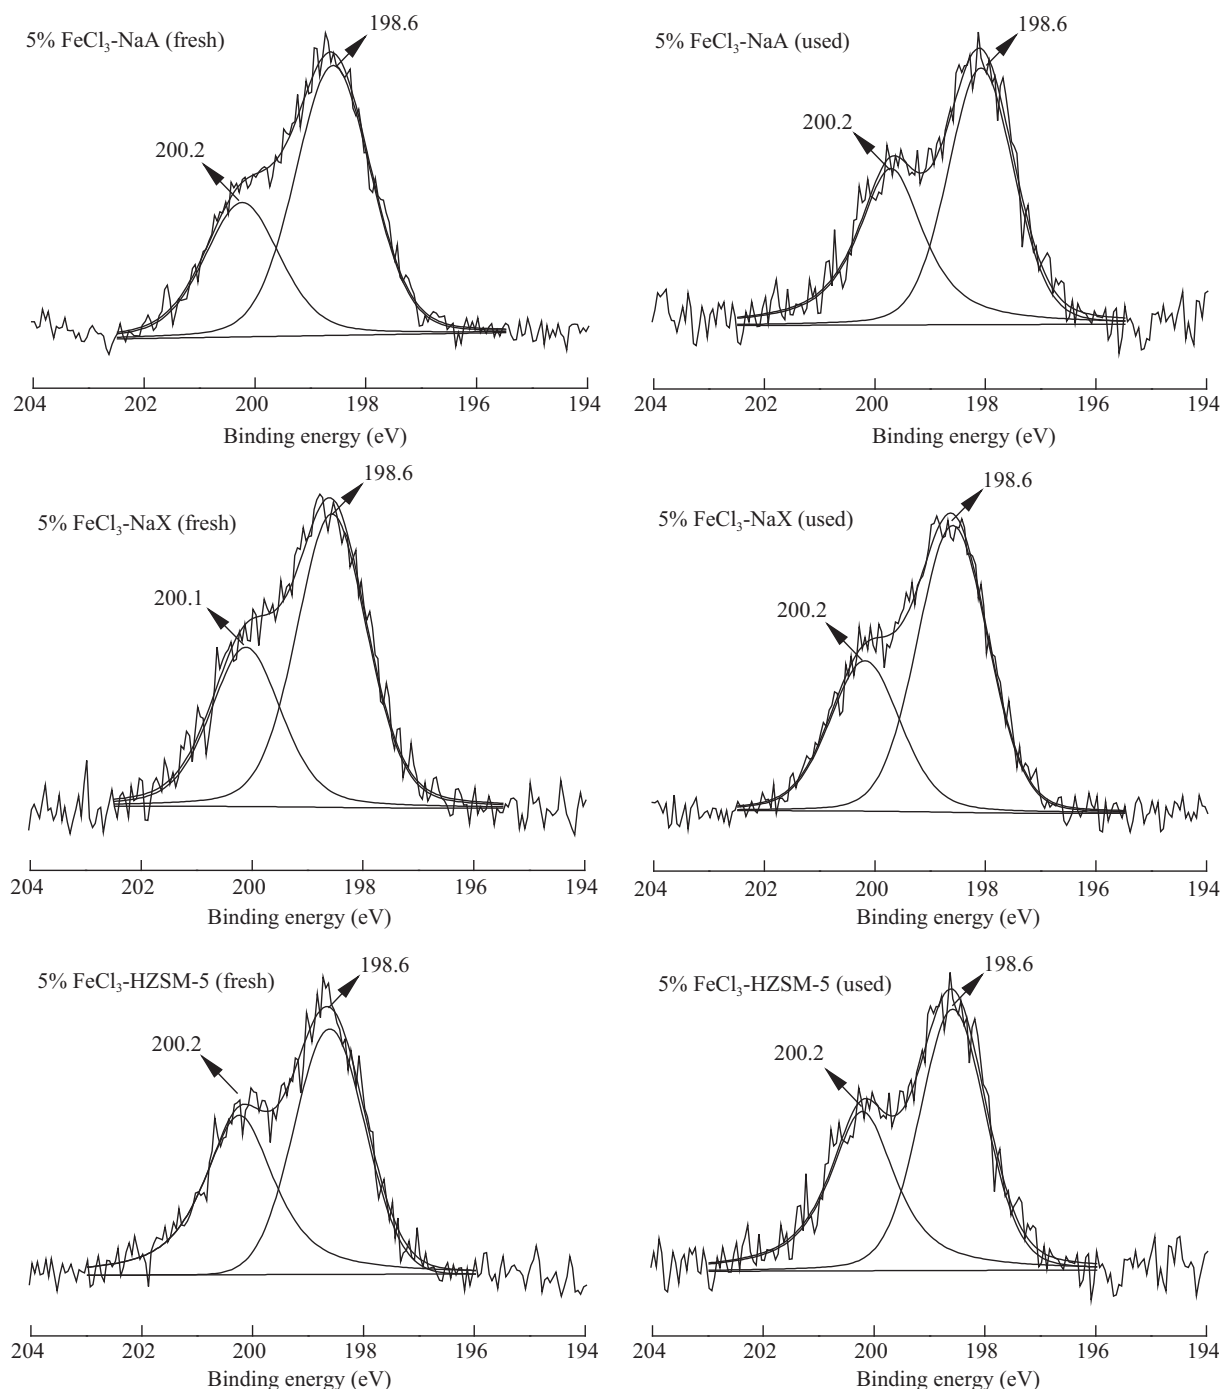 5% FeCl₃-NaA (fresh)
198.6
200.2
204 202 200 198 196 194
Binding energy (eV)
5% FeCl₃-NaA (used)
198.6
200.2
204 202 200 198 196 194
Binding energy (eV)
5% FeCl₃-NaX (fresh)
198.6
200.1
204 202 200 198 196 194
Binding energy (eV)
5% FeCl₃-NaX (used)
198.6
200.2
204 202 200 198 196 194
Binding energy (eV)
5% FeCl₃-HZSM-5 (fresh)
198.6
200.2
204 202 200 198 196 194
Binding energy (eV)
5% FeCl₃-HZSM-5 (used)
198.6
200.2
204 202 200 198 196 194
Binding energy (eV)